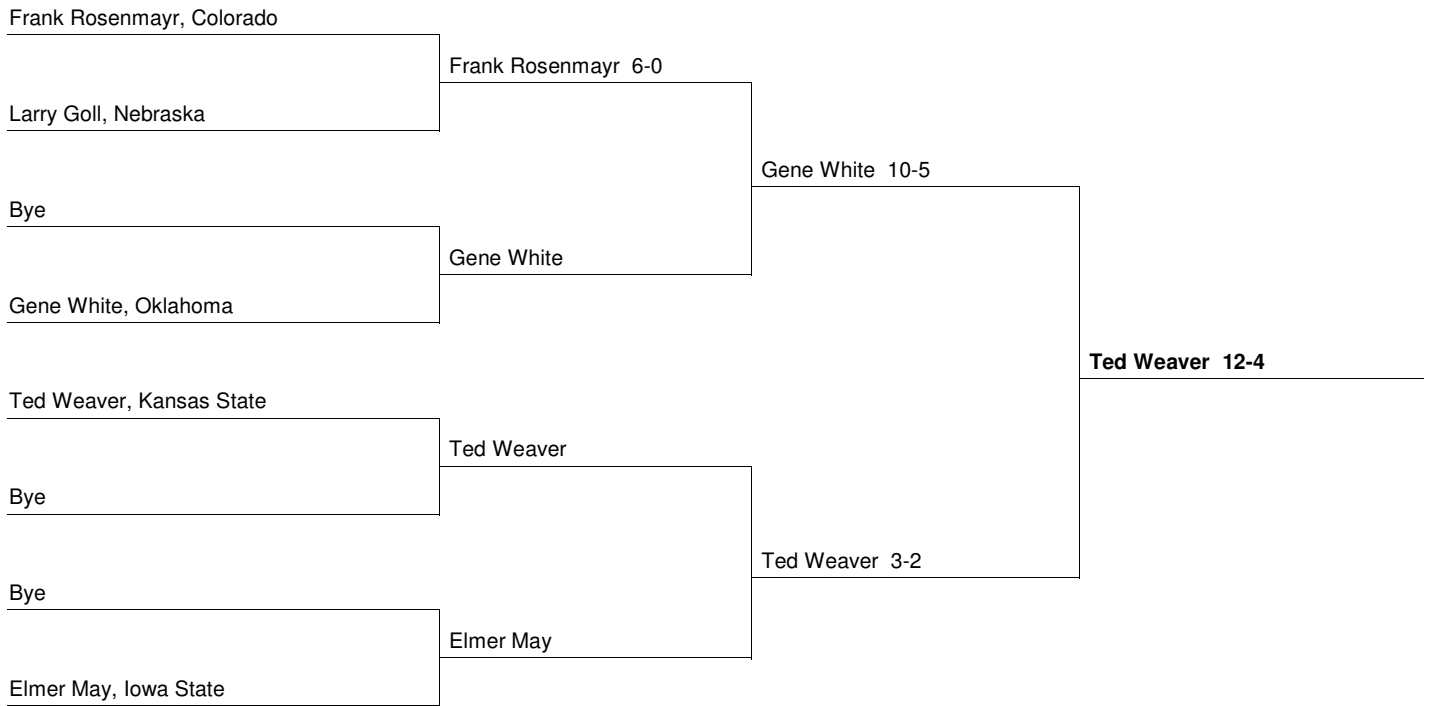 Frank Rosenmayr, Colorado
Frank Rosenmayr  6-0
Larry Goll, Nebraska
Gene White  10-5
Bye
Gene White
Gene White, Oklahoma
Ted Weaver  12-4
Ted Weaver, Kansas State
Ted Weaver
Bye
Ted Weaver  3-2
Bye
Elmer May
Elmer May, Iowa State